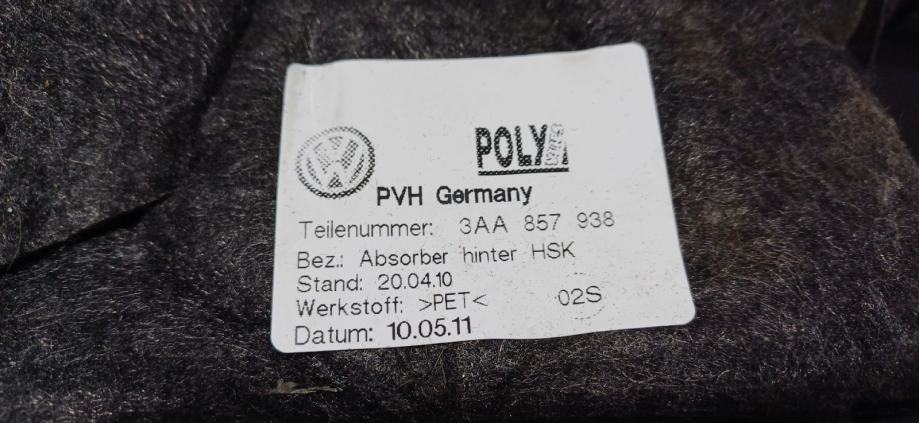 POLY
PVH Germany
Teilenummer: 3AA 857 938
Bez.: Absorber hinter HSK
Stand: 20.04.10
Werkstoff: >PET< 02S
Datum: 10.05.11